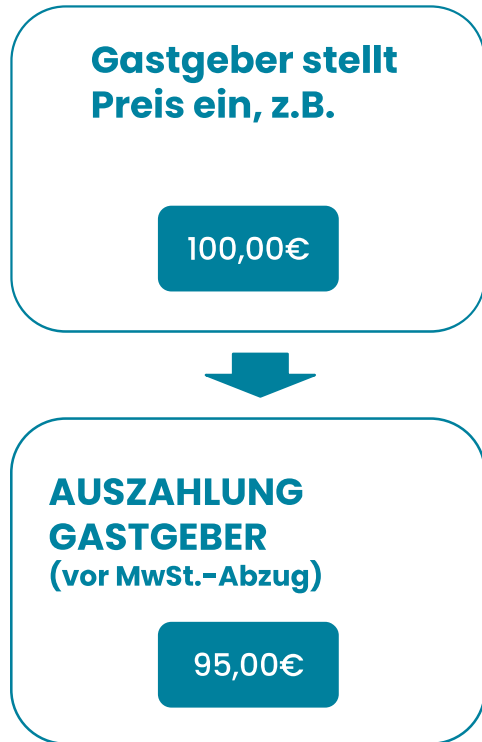 Gastgeber stellt
Preis ein, z.B.
100,00€
AUSZAHLUNG
GASTGEBER
(vor MwSt.-Abzug)
95,00€